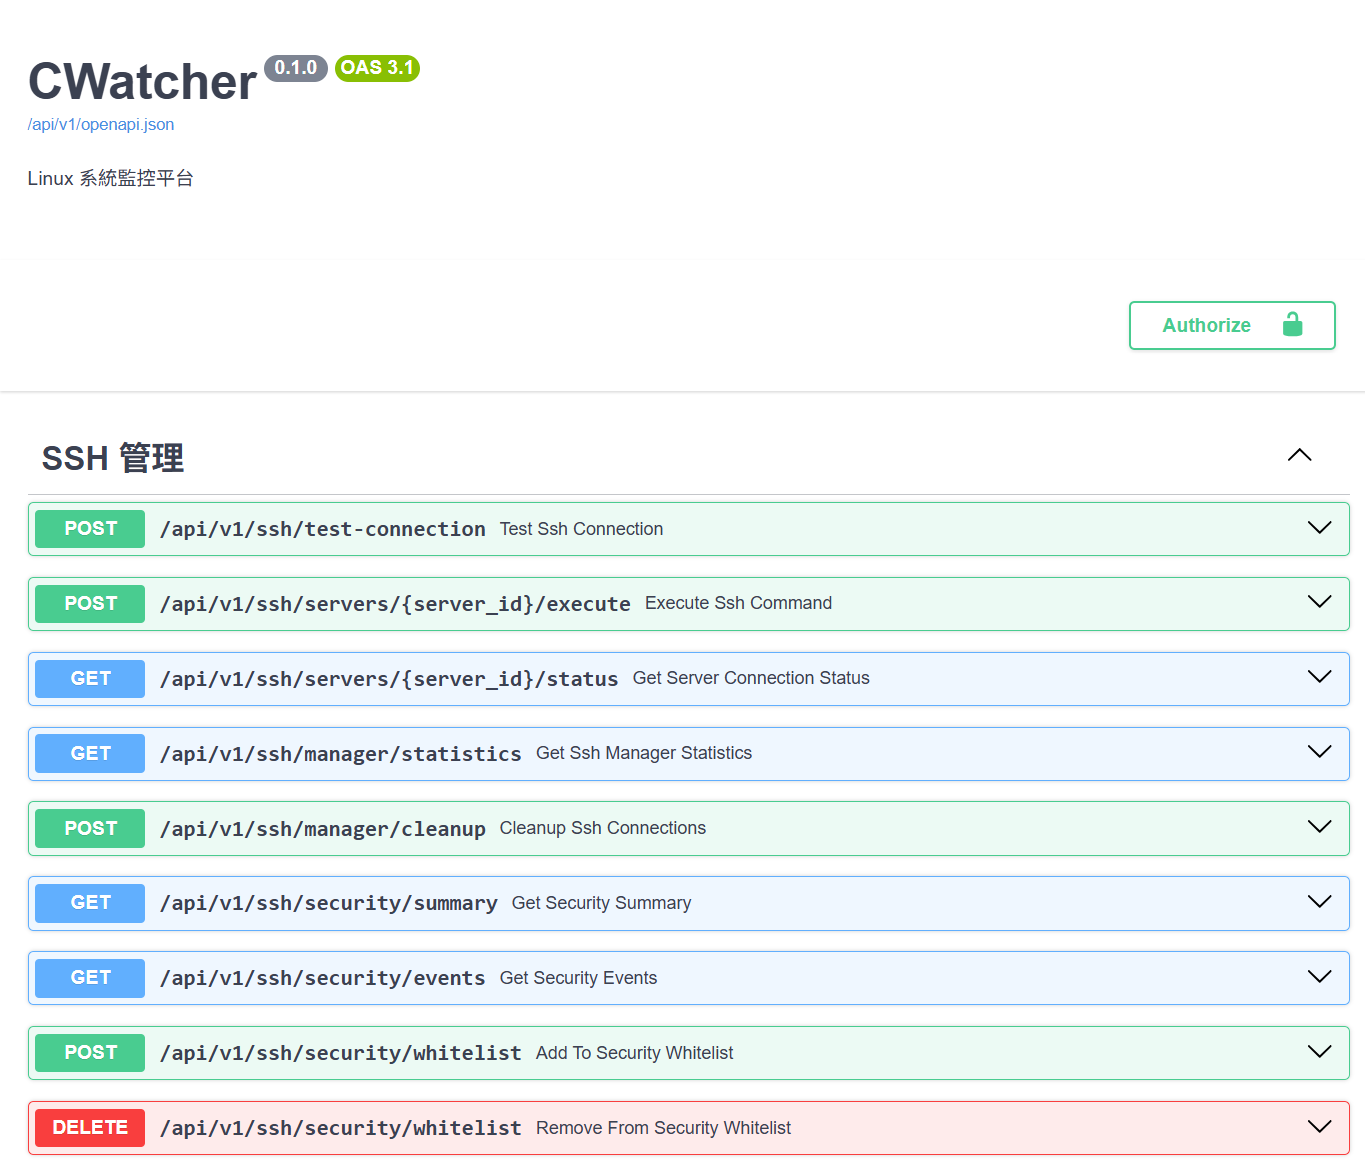 CWatcher 0.1.0 OAS 3.1
/api/v1/openapi.json
Linux 系統監控平台
Authorize
SSH 管理
POST /api/v1/ssh/test-connection Test Ssh Connection
POST /api/v1/ssh/servers/{server_id}/execute Execute Ssh Command
GET /api/v1/ssh/servers/{server_id}/status Get Server Connection Status
GET /api/v1/ssh/manager/statistics Get Ssh Manager Statistics
POST /api/v1/ssh/manager/cleanup Cleanup Ssh Connections
GET /api/v1/ssh/security/summary Get Security Summary
GET /api/v1/ssh/security/events Get Security Events
POST /api/v1/ssh/security/whitelist Add To Security Whitelist
DELETE /api/v1/ssh/security/whitelist Remove From Security Whitelist